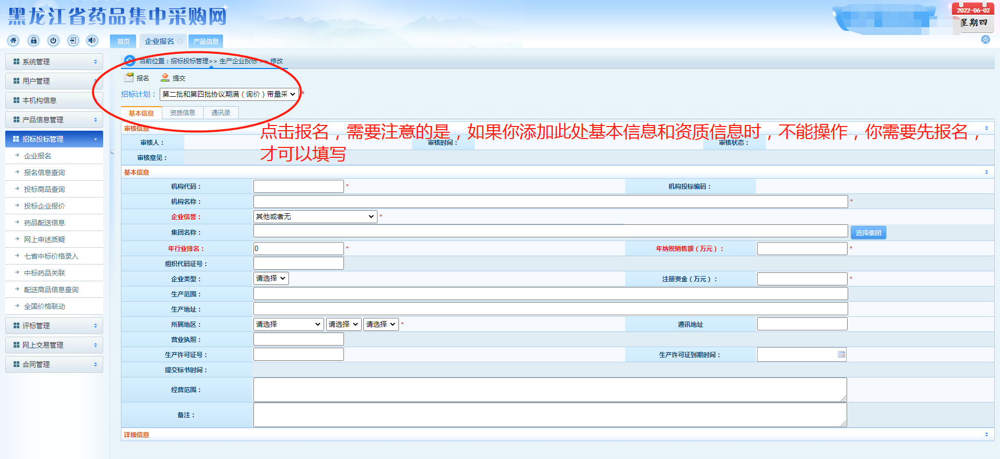 黑龙江省药品集中采购网
2022-06-02
星期四
首页
企业报名
产品信息
系统管理
用户管理
本机构信息
产品信息管理
招标投标管理
企业报名
报名信息查询
投标商品查询
投标企业报价
药品配送信息
网上申述质疑
七省中标价格录入
中标药品关联
配送商品信息查询
全国价格联动
评标管理
网上交易管理
合同管理
当前位置：招标投标管理>> 生产企业投标>> 修改
报名 提交
招标计划： 第二批和第四批协议期满（询价）带量采 *
基本信息 资质信息 通讯录
点击报名，需要注意的是，如果你添加此处基本信息和资质信息时，不能操作，你需要先报名，
才可以填写
审核信息
审核人： 审核时间： 审核状态：
审核意见：
基本信息
机构代码： * 机构投标编码：
机构名称： *
企业信誉： 其他或者无 *
集团名称： 选择集团
年行业排名： 0 * 年纳税销售额（万元）： *
组织代码证号：
企业类型： 请选择 注册资金（万元）： *
生产范围：
生产地址：
所属地区： 请选择 请选择 请选择 * 通讯地址
营业执照：
生产许可证号： 生产许可证到期时间：
提交标书时间：
经营范围：
备注：
详细信息